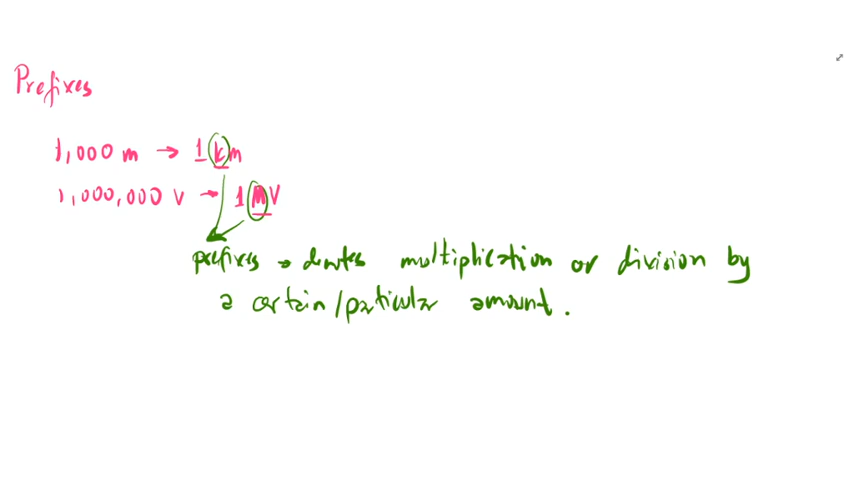 Prefixes
1,000 m → 1 km
1,000,000 V → 1 MV
prefixes → denotes multiplication or division by
a certain/particular amount.